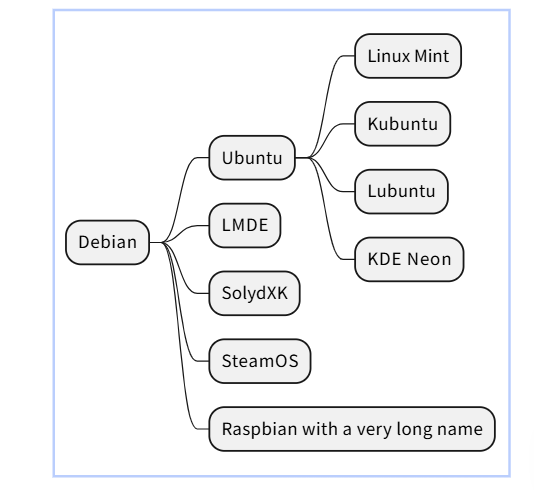 Debian
Ubuntu
Linux Mint
Kubuntu
Lubuntu
KDE Neon
LMDE
SolydXK
SteamOS
Raspbian with a very long name